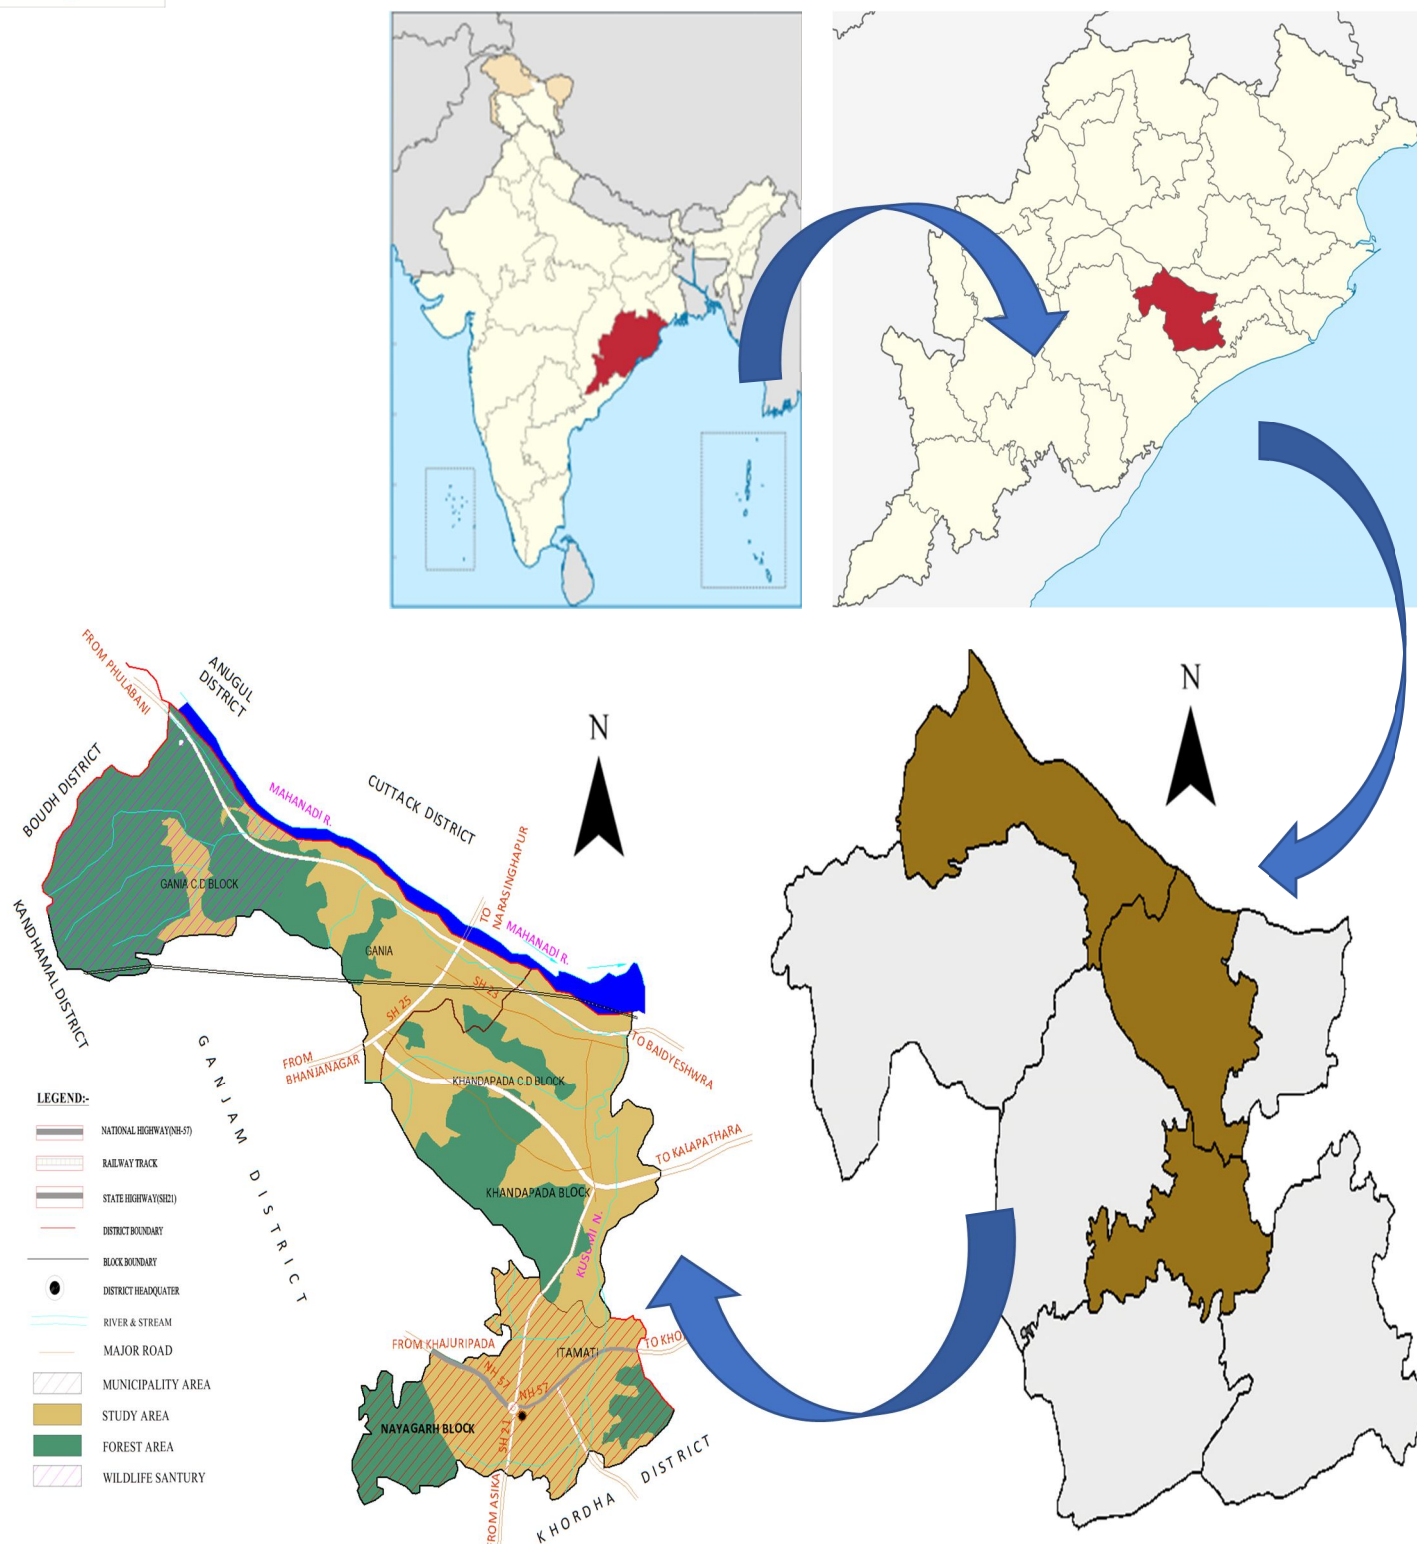 N
N
FROM PHULABANI
ANUGUL
DISTRICT
BOUDH DISTRICT
MAHANADI R.
CUTTACK DISTRICT
TO
NARASINGHAPUR
GANIA C.D BLOCK
KANDHAMAL DISTRICT
GANIA
MAHANADI R.
SH 25
SH 23
FROM
BHANJANAGAR
TO BAIDYESHWRA
KHANDAPADA C.D BLOCK
GANJAM DISTRICT
TO KALAPATHARA
KHANDAPADA BLOCK
KUSUMI N.
FROM KHAJURIPADA
ITAMATI
TO KHO
NH 57
NH-57
NAYAGARH BLOCK
SH 21
FROM ASIKA
KHORDHA DISTRICT
LEGEND:-
NATIONAL HIGHWAY(NH-57)
RAILWAY TRACK
STATE HIGHWAY(SH21)
DISTRICT BOUNDARY
BLOCK BOUNDARY
DISTRICT HEADQUATER
RIVER & STREAM
MAJOR ROAD
MUNICIPALITY AREA
STUDY AREA
FOREST AREA
WILDLIFE SANTURY